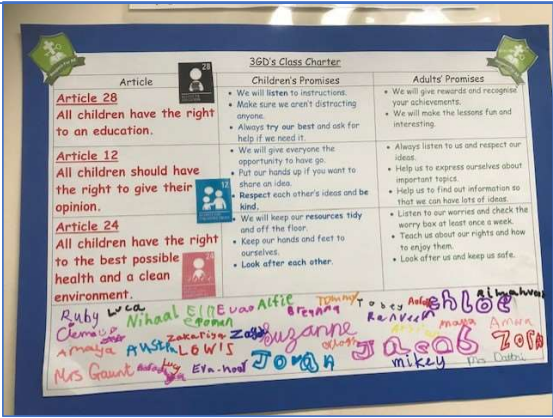 3GD's Class Charter
Article
Children's Promises
Adults' Promises
28
Article 28
All children have the right
to an education.
• We will listen to instructions.
• Make sure we aren't distracting
anyone.
• Always try our best and ask for
help if we need it.
• We will give rewards and recognise
your achievements.
• We will make the lessons fun and
interesting.
Article 12
All children should have
the right to give their
opinion.
12
• We will give everyone the
opportunity to have go.
• Put our hands up if you want to
share an idea.
• Respect each other's ideas and be
kind.
• Always listen to us and respect our
ideas.
• Help us to express ourselves about
important topics.
• Help us to find out information so
that we can have lots of ideas.
Article 24
All children have the right
to the best possible
health and a clean
environment.
24
• We will keep our resources tidy
and off the floor.
• Keep our hands and feet to
ourselves.
• Look after each other.
• Listen to our worries and check the
worry box at least once a week.
• Teach us about our rights and how
to enjoy them.
• Look after us and keep us safe.
Ruby Luca Nihaal Alfie Breanna Tommy Tobey Chloe
Zakariya Suzanne Ranveer Maya Amna
Amaya Austin Lewis Jacob Zara
Mrs Gaunt Lucy Eva-noor Jovan mikey